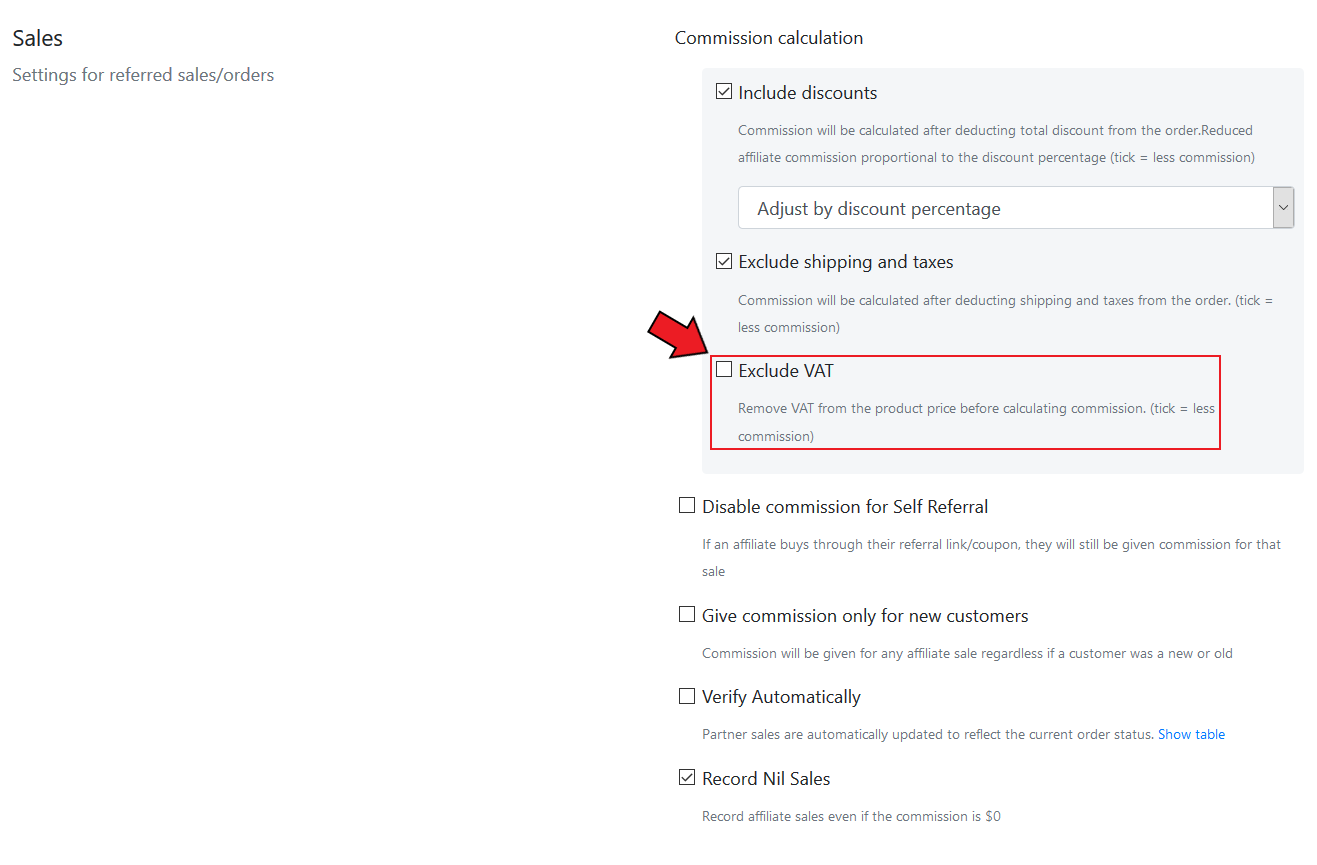 Sales
Settings for referred sales/orders
Commission calculation
Include discounts
Commission will be calculated after deducting total discount from the order.Reduced
affiliate commission proportional to the discount percentage (tick = less commission)
Adjust by discount percentage
Exclude shipping and taxes
Commission will be calculated after deducting shipping and taxes from the order. (tick =
less commission)
Exclude VAT
Remove VAT from the product price before calculating commission. (tick = less
commission)
Disable commission for Self Referral
If an affiliate buys through their referral link/coupon, they will still be given commission for that
sale
Give commission only for new customers
Commission will be given for any affiliate sale regardless if a customer was a new or old
Verify Automatically
Partner sales are automatically updated to reflect the current order status. Show table
Record Nil Sales
Record affiliate sales even if the commission is $0